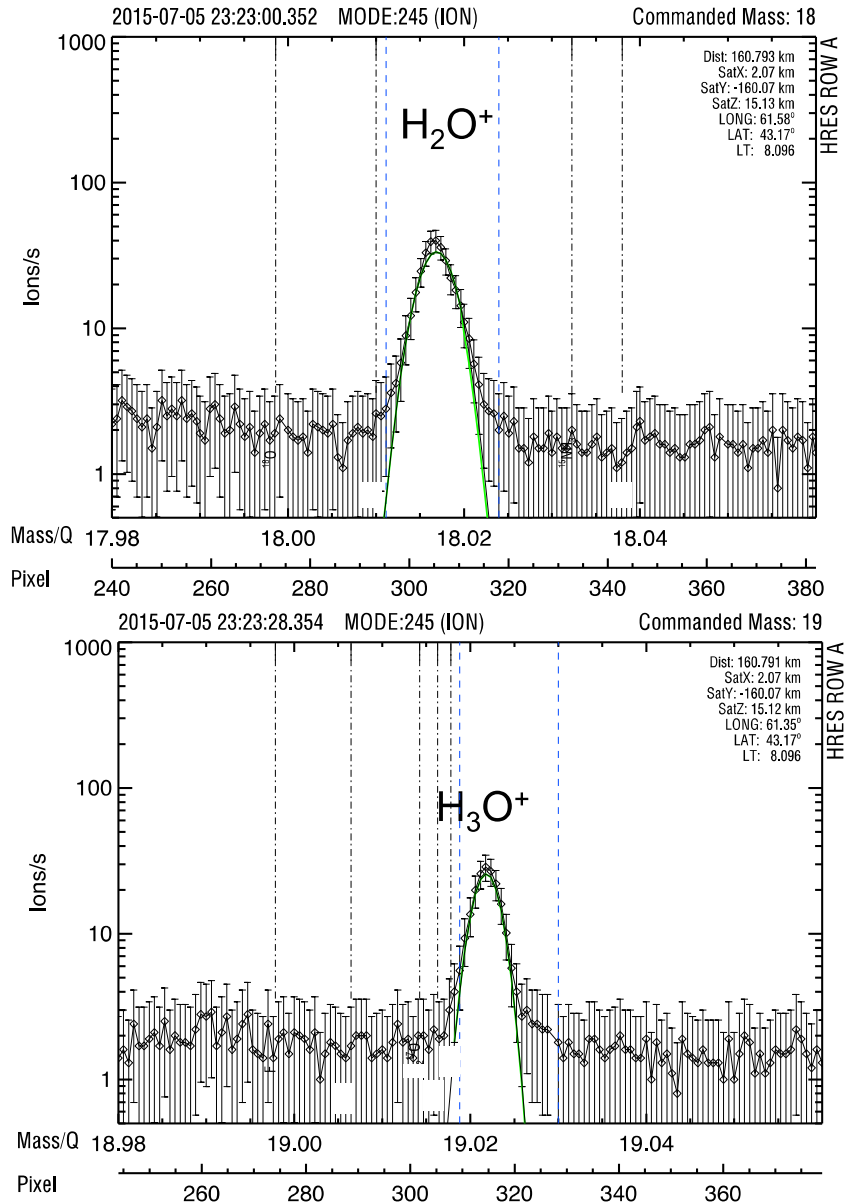 2015-07-05 23:23:00.352 MODE:245 (ION) Commanded Mass: 18
1000
Dist: 160.793 km
SatX: 2.07 km
SatY: -160.07 km
SatZ: 15.13 km
LONG: 61.58°
LAT: 43.17°
LT: 8.096
HRES ROW A
H₂O⁺
100
Ions/s
10
1
¹⁸O
Mass/Q 17.98 18.00 18.02 18.04
Pixel 240 260 280 300 320 340 360 380
2015-07-05 23:23:28.354 MODE:245 (ION) Commanded Mass: 19
1000
Dist: 160.791 km
SatX: 2.07 km
SatY: -160.07 km
SatZ: 15.12 km
LONG: 61.35°
LAT: 43.17°
LT: 8.096
HRES ROW A
100
H₃O⁺
Ions/s
10
1
F
Mass/Q 18.98 19.00 19.02 19.04
Pixel 260 280 300 320 340 360